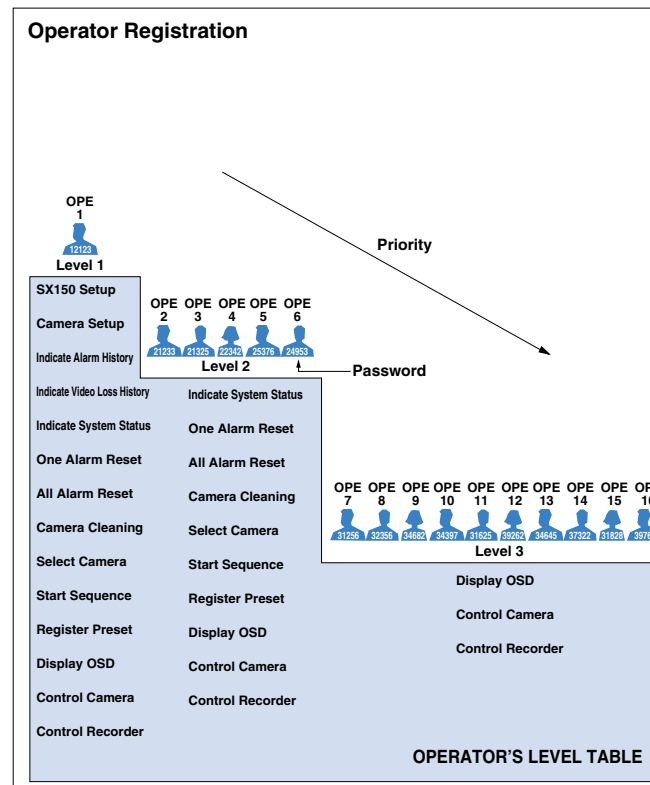 Operator Registration
Priority
OPE
1
12123
Level 1
OPE OPE OPE OPE OPE
2 3 4 5 6
21233 21325 22342 25376 24953
Level 2
Password
OPE OPE OPE OPE OPE OPE OPE OPE OPE
7 8 9 10 11 12 13 14 15
31256 32356 34682 34397 31625 39262 34645 37322 31828
Level 3
SX150 Setup
Camera Setup
Indicate Alarm History
Indicate Video Loss History
Indicate System Status
One Alarm Reset
All Alarm Reset
Camera Cleaning
Select Camera
Start Sequence
Register Preset
Display OSD
Control Camera
Control Recorder
Indicate System Status
One Alarm Reset
All Alarm Reset
Camera Cleaning
Select Camera
Start Sequence
Register Preset
Display OSD
Control Camera
Control Recorder
Display OSD
Control Camera
Control Recorder
OPERATOR'S LEVEL TABLE